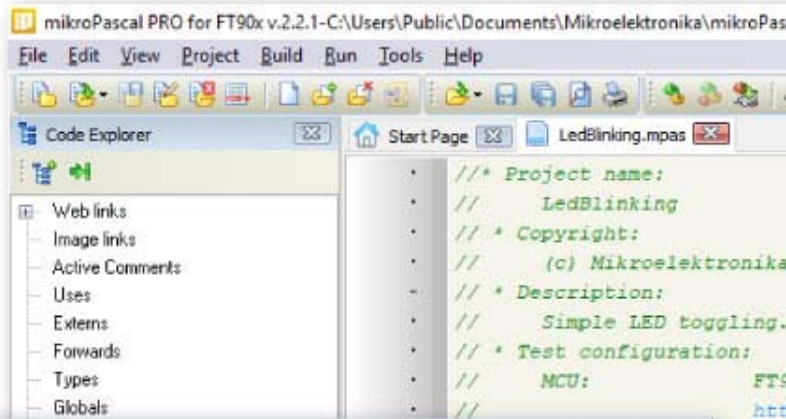 mikroPascal PRO for FT90x v.2.2.1-C:\Users\Public\Documents\Mikroelektronika\mikroPas
File Edit View Project Build Run Tools Help
Code Explorer
Start Page
LedBlinking.mpas
Web links
Image links
Active Comments
Uses
Externs
Forwards
Types
Globals
//* Project name:
// LedBlinking
// * Copyright:
// (c) Mikroelektronika
// * Description:
// Simple LED toggling.
// * Test configuration:
// MCU: FT9
// htt